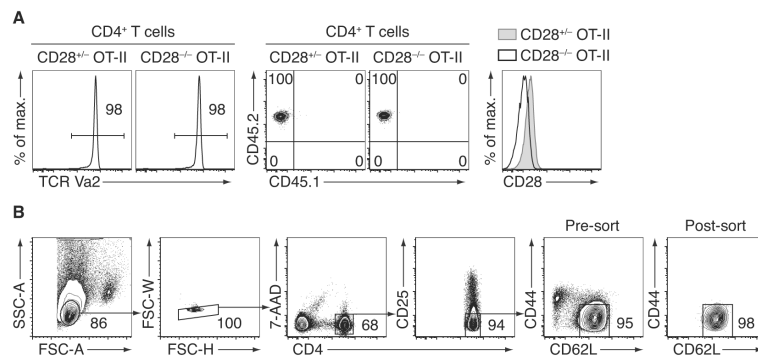 A
CD4⁺ T cells
CD28⁺/⁻ OT-II CD28⁻/⁻ OT-II
% of max.
98
98
TCR Va2
CD4⁺ T cells
CD28⁺/⁻ OT-II CD28⁻/⁻ OT-II
CD45.2
100 0 100 0
0 0 0 0
CD45.1
CD28⁺/⁻ OT-II
CD28⁻/⁻ OT-II
% of max.
CD28
B
Pre-sort
Post-sort
SSC-A
86
FSC-A
FSC-W
100
FSC-H
7-AAD
68
CD4
CD25
94
CD44
95
CD62L
CD44
98
CD62L